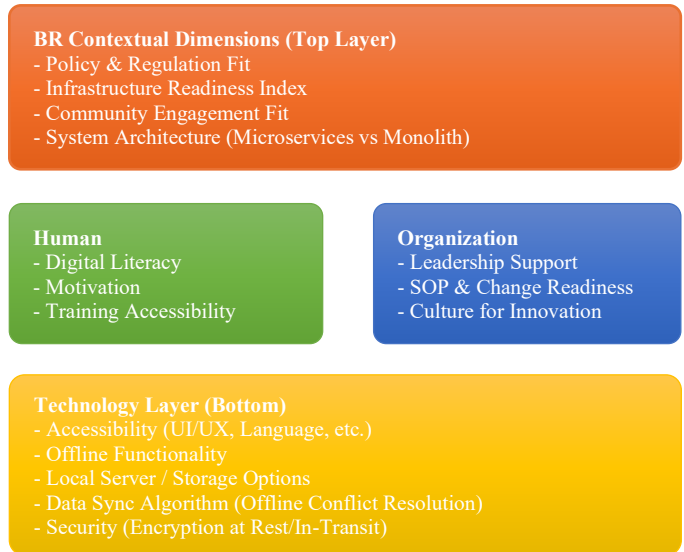 BR Contextual Dimensions (Top Layer)
- Policy & Regulation Fit
- Infrastructure Readiness Index
- Community Engagement Fit
- System Architecture (Microservices vs Monolith)
Human
- Digital Literacy
- Motivation
- Training Accessibility
Organization
- Leadership Support
- SOP & Change Readiness
- Culture for Innovation
Technology Layer (Bottom)
- Accessibility (UI/UX, Language, etc.)
- Offline Functionality
- Local Server / Storage Options
- Data Sync Algorithm (Offline Conflict Resolution)
- Security (Encryption at Rest/In-Transit)